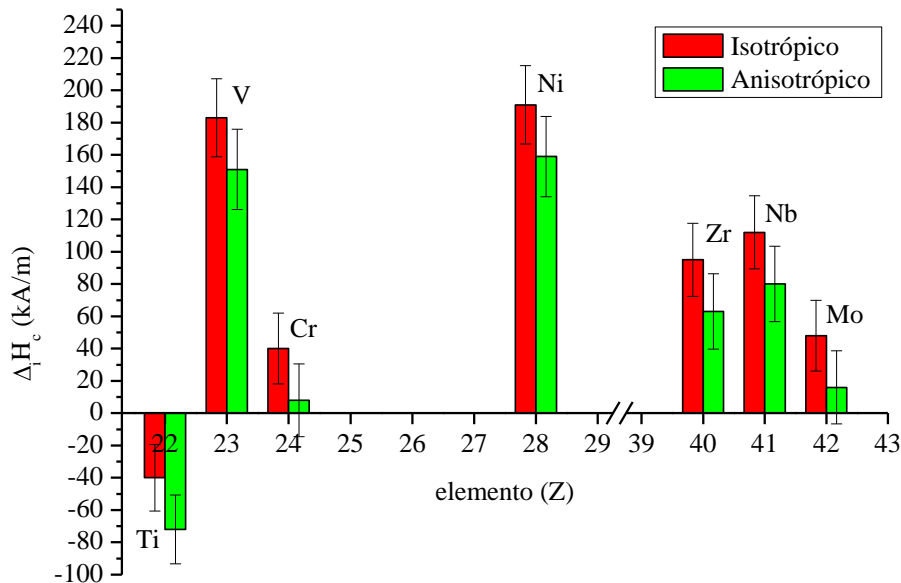 240
220
200
180
160
140
120
100
80
60
40
20
0
-20
-40
-60
-80
-100
Δ_iH_c (kA/m)
Isotrópico
Anisotrópico
V
Ni
Cr
Zr
Nb
Mo
Ti
22 23 24 25 26 27 28 29 39 40 41 42 43
elemento (Z)